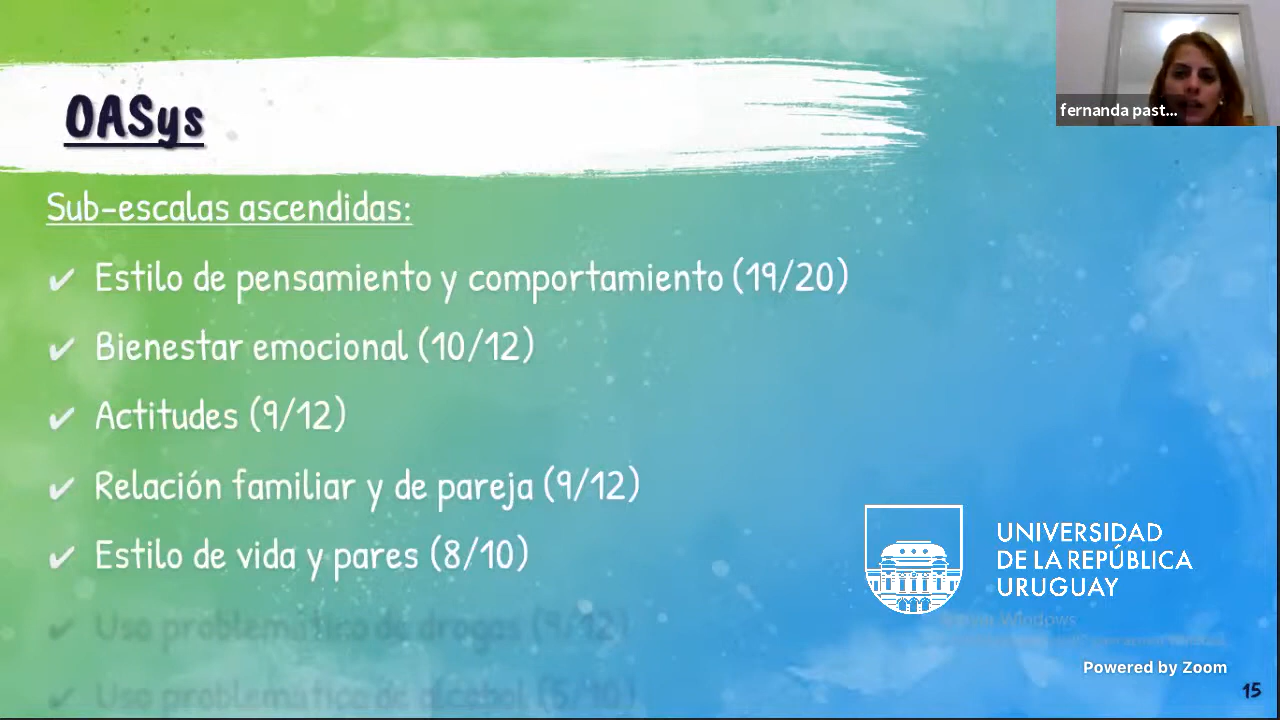 OASys
fernanda past...
Sub-escalas ascendidas:
✔ Estilo de pensamiento y comportamiento (19/20)
✔ Bienestar emocional (10/12)
✔ Actitudes (9/12)
✔ Relación familiar y de pareja (9/12)
✔ Estilo de vida y pares (8/10)
✔ Uso problemático de drogas (9/12)
✔ Uso problemático de alcohol
UNIVERSIDAD
DE LA REPÚBLICA
URUGUAY
Windows
Powered by Zoom
15